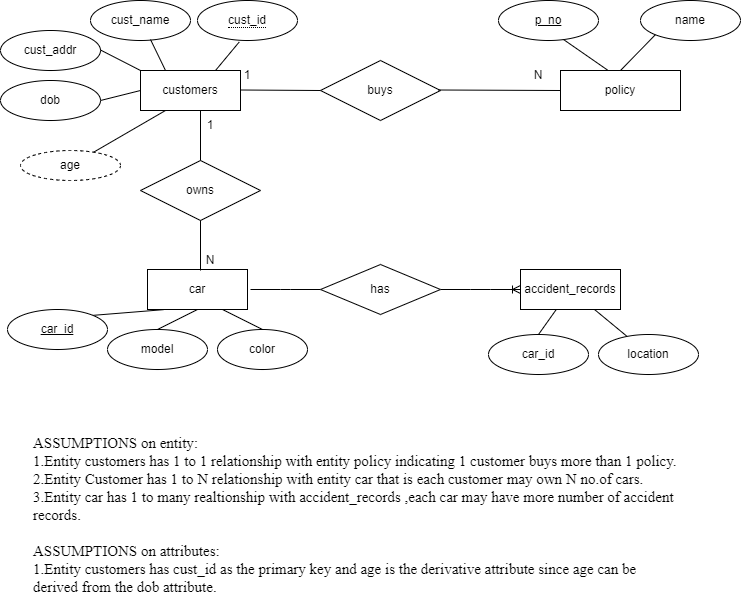 cust_name
cust_id
p_no
name
cust_addr
customers
1
buys
N
policy
dob
1
age
owns
N
car
has
accident_records
car_id
model
color
car_id
location
ASSUMPTIONS on entity:
1.Entity customers has 1 to 1 relationship with entity policy indicating 1 customer buys more than 1 policy.
2.Entity Customer has 1 to N relationship with entity car that is each customer may own N no.of cars.
3.Entity car has 1 to many realtionship with accident_records ,each car may have more number of accident
records.
ASSUMPTIONS on attributes:
1.Entity customers has cust_id as the primary key and age is the derivative attribute since age can be
derived from the dob attribute.